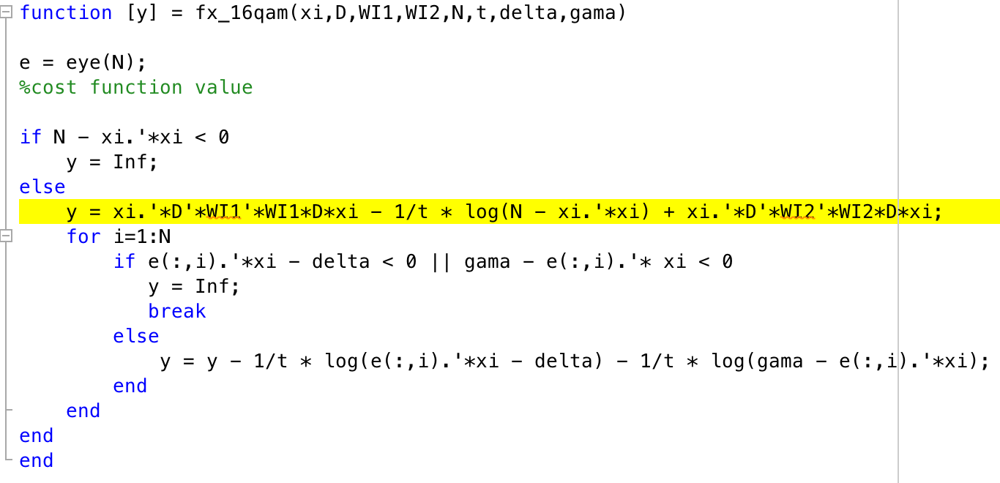 function [y] = fx_16qam(xi,D,WI1,WI2,N,t,delta,gama)
e = eye(N);
%cost function value
if N - xi.'*xi < 0
y = Inf;
else
y = xi.'*D'*WI1'*WI1*D*xi - 1/t * log(N - xi.'*xi) + xi.'*D'*WI2'*WI2*D*xi;
for i=1:N
if e(:,i).'*xi - delta < 0 || gama - e(:,i).'* xi < 0
y = Inf;
break
else
y = y - 1/t * log(e(:,i).'*xi - delta) - 1/t * log(gama - e(:,i).'*xi);
end
end
end
end